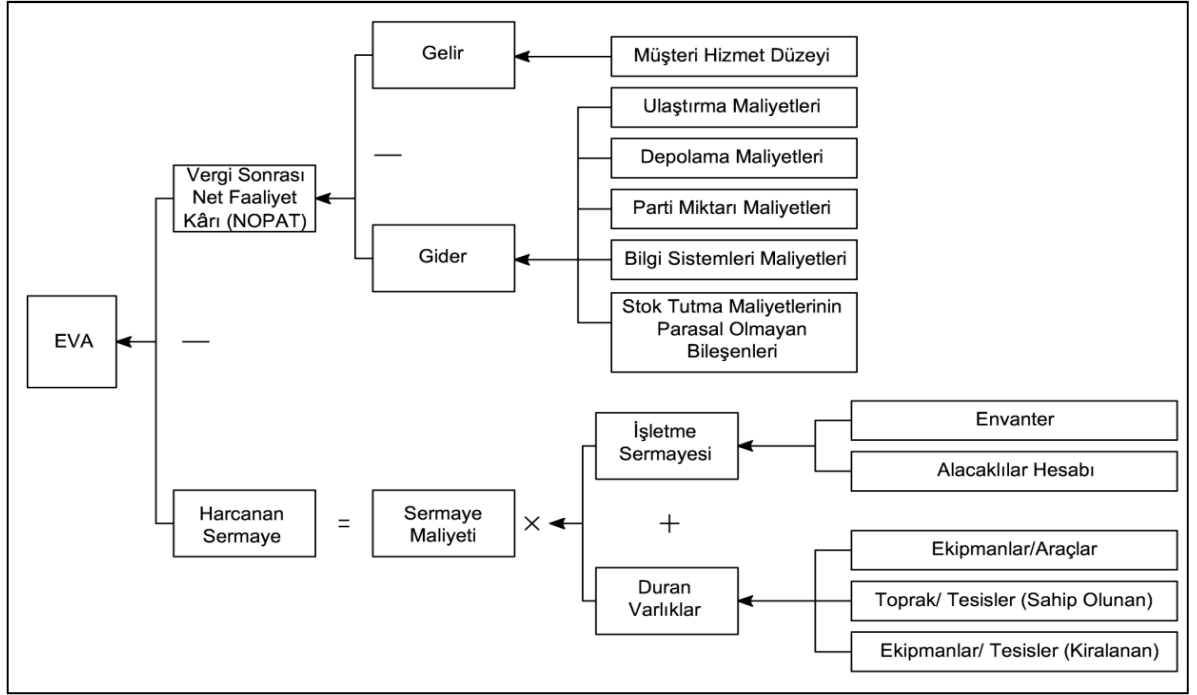 Gelir
Müşteri Hizmet Düzeyi
Ulaştırma Maliyetleri
—
Depolama Maliyetleri
Vergi Sonrası
Net Faaliyet
Kârı (NOPAT)
Parti Miktarı Maliyetleri
Gider
Bilgi Sistemleri Maliyetleri
Stok Tutma Maliyetlerinin
Parasal Olmayan
Bileşenleri
EVA
—
İşletme
Sermayesi
Envanter
Alacaklılar Hesabı
Harcanan
Sermaye
=
Sermaye
Maliyeti
×
+
Duran
Varlıklar
Ekipmanlar/Araçlar
Toprak/ Tesisler (Sahip Olunan)
Ekipmanlar/ Tesisler (Kiralanan)